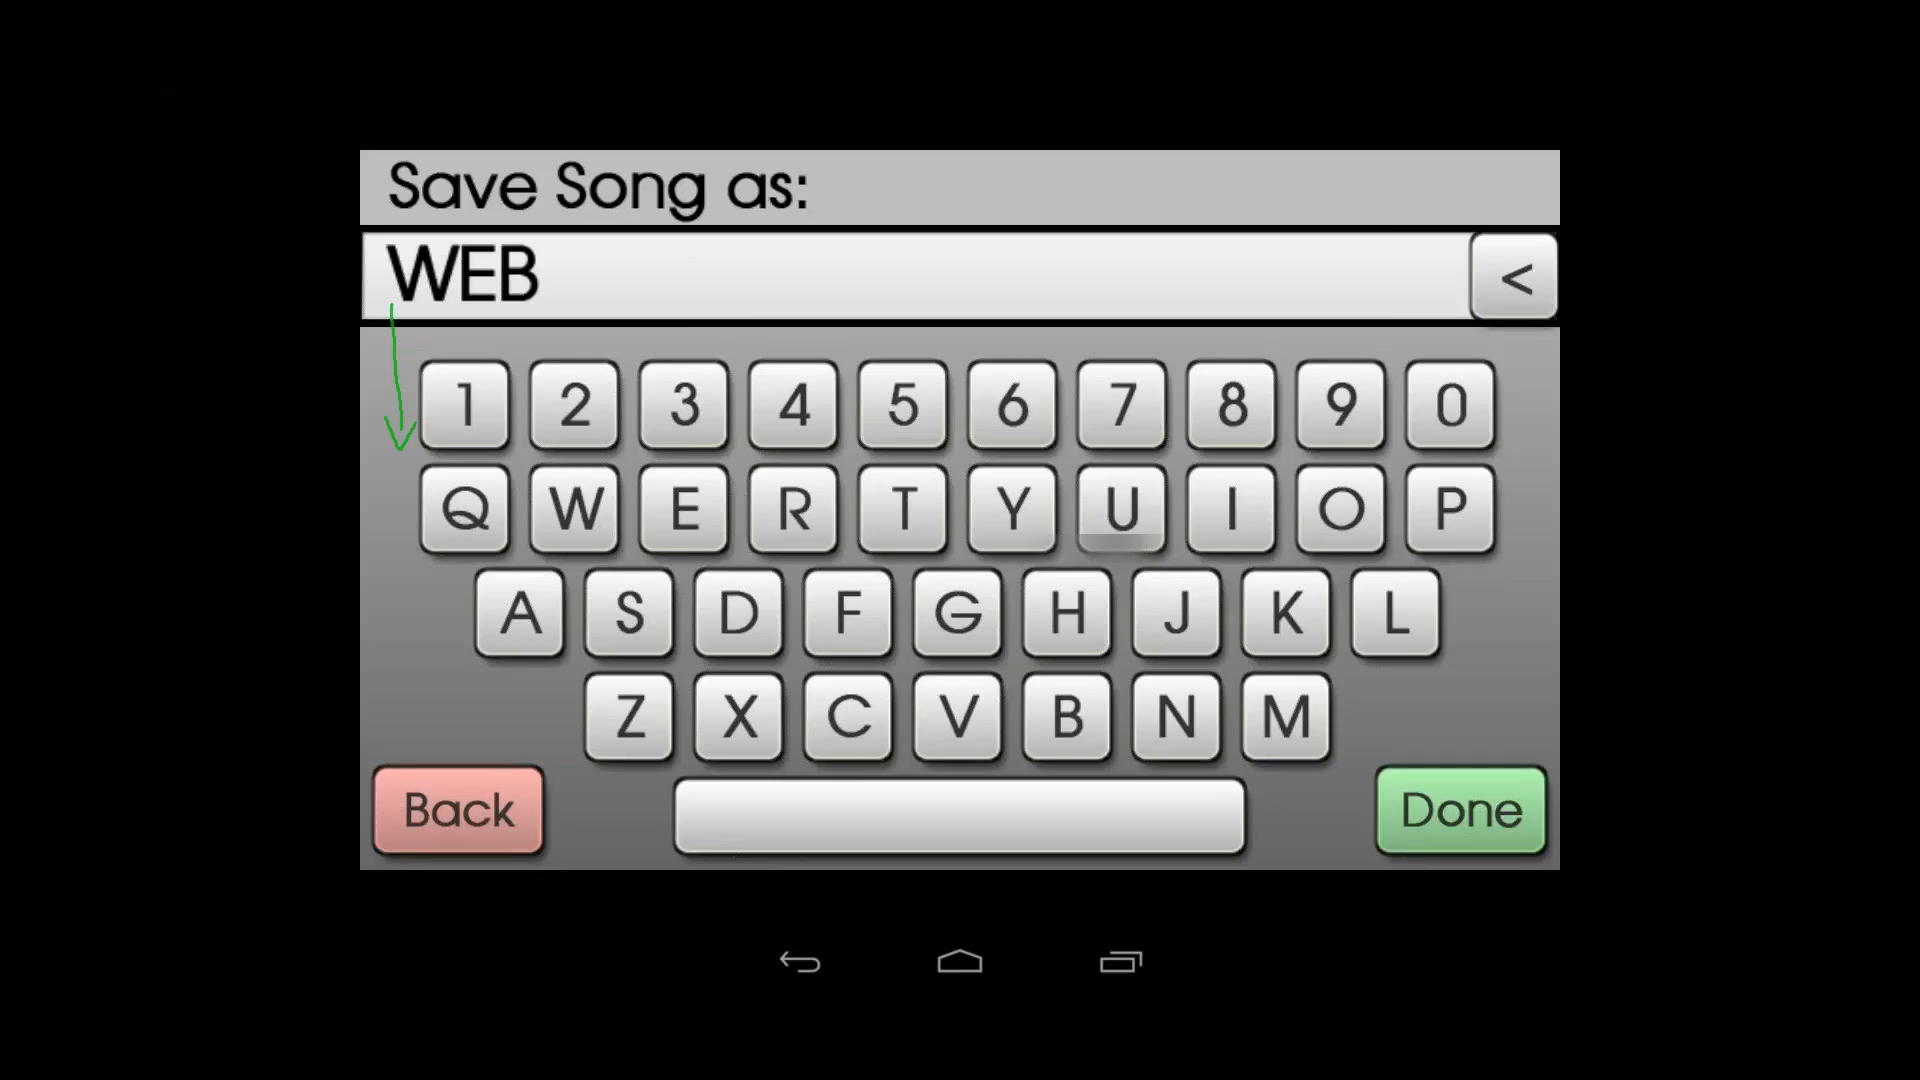 Save Song as:
WEB <
1 2 3 4 5 6 7 8 9 0
Q W E R T Y U I O P
A S D F G H J K L
Z X C V B N M
Back Done